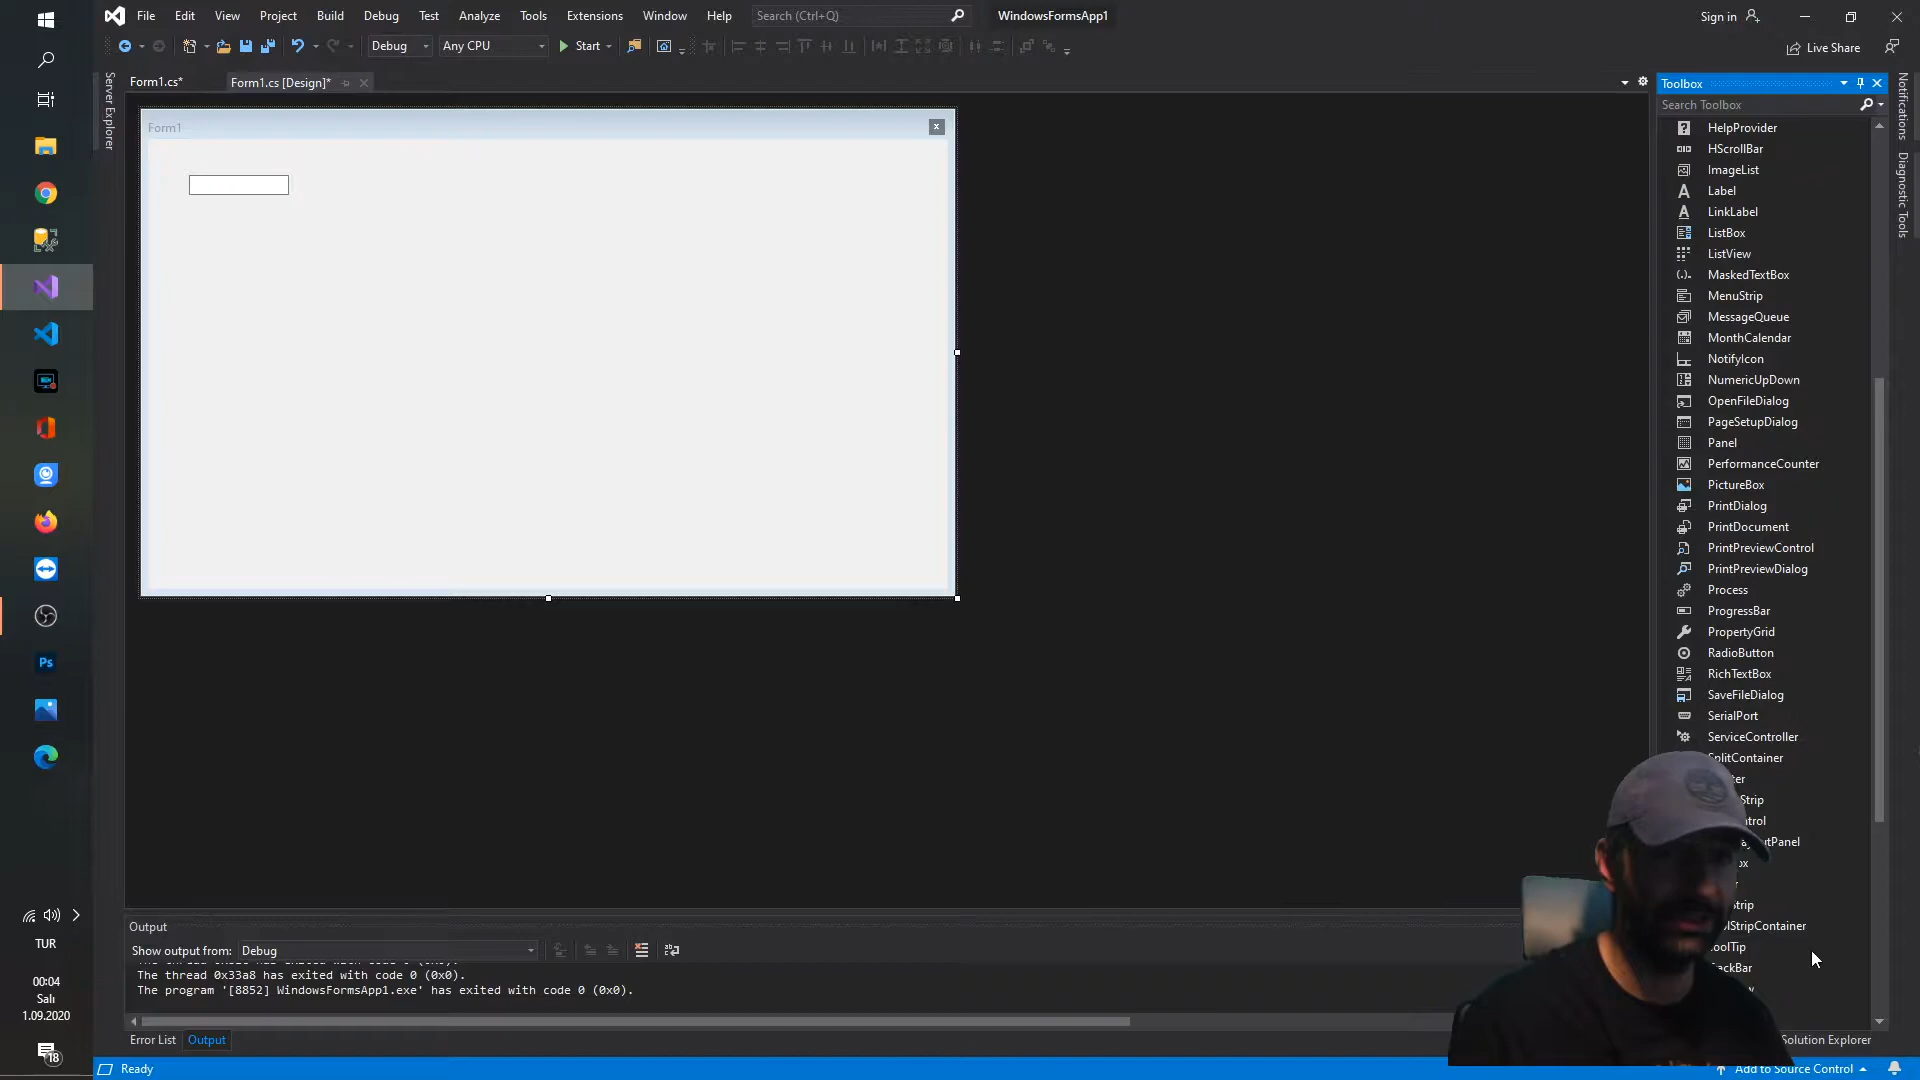 File Edit View Project Build Debug Test Analyze Tools Extensions Window Help Search (Ctrl+Q) WindowsFormsApp1 Sign in
Debug Any CPU Start Live Share
Form1.cs* Form1.cs [Design]*
Server Explorer
Form1
Toolbox
Search Toolbox
HelpProvider
HScrollBar
ImageList
Label
LinkLabel
ListBox
ListView
MaskedTextBox
MenuStrip
MessageQueue
MonthCalendar
NotifyIcon
NumericUpDown
OpenFileDialog
PageSetupDialog
Panel
PerformanceCounter
PictureBox
PrintDialog
PrintDocument
PrintPreviewControl
PrintPreviewDialog
Process
ProgressBar
PropertyGrid
RadioButton
RichTextBox
SaveFileDialog
SerialPort
ServiceController
SplitContainer
Notifications
Diagnostic Tools
Ps
Output
Show output from: Debug
The thread 0x33a8 has exited with code 0 (0x0).
The program '[8852] WindowsFormsApp1.exe' has exited with code 0 (0x0).
Error List Output
Solution Explorer
Ready
Add to Source Control
TUR
00:04
Salı
1.09.2020
18